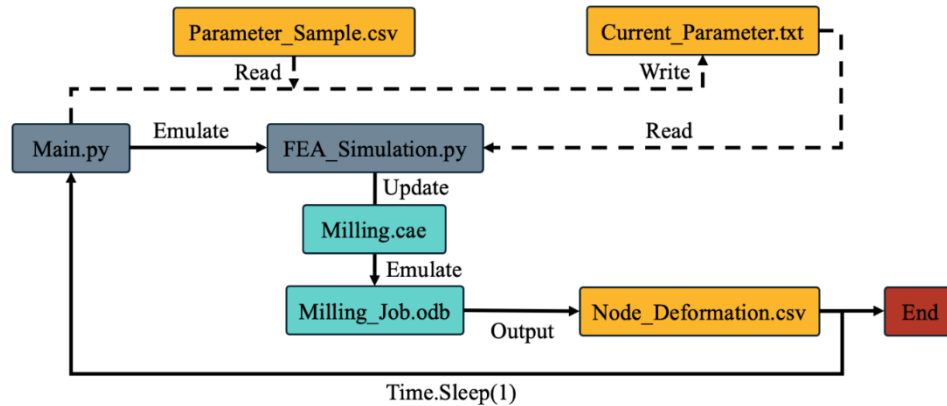 Parameter_Sample.csv
Current_Parameter.txt
Read
Write
Main.py
Emulate
FEA_Simulation.py
Read
Update
Milling.cae
Emulate
Milling_Job.odb
Output
Node_Deformation.csv
End
Time.Sleep(1)